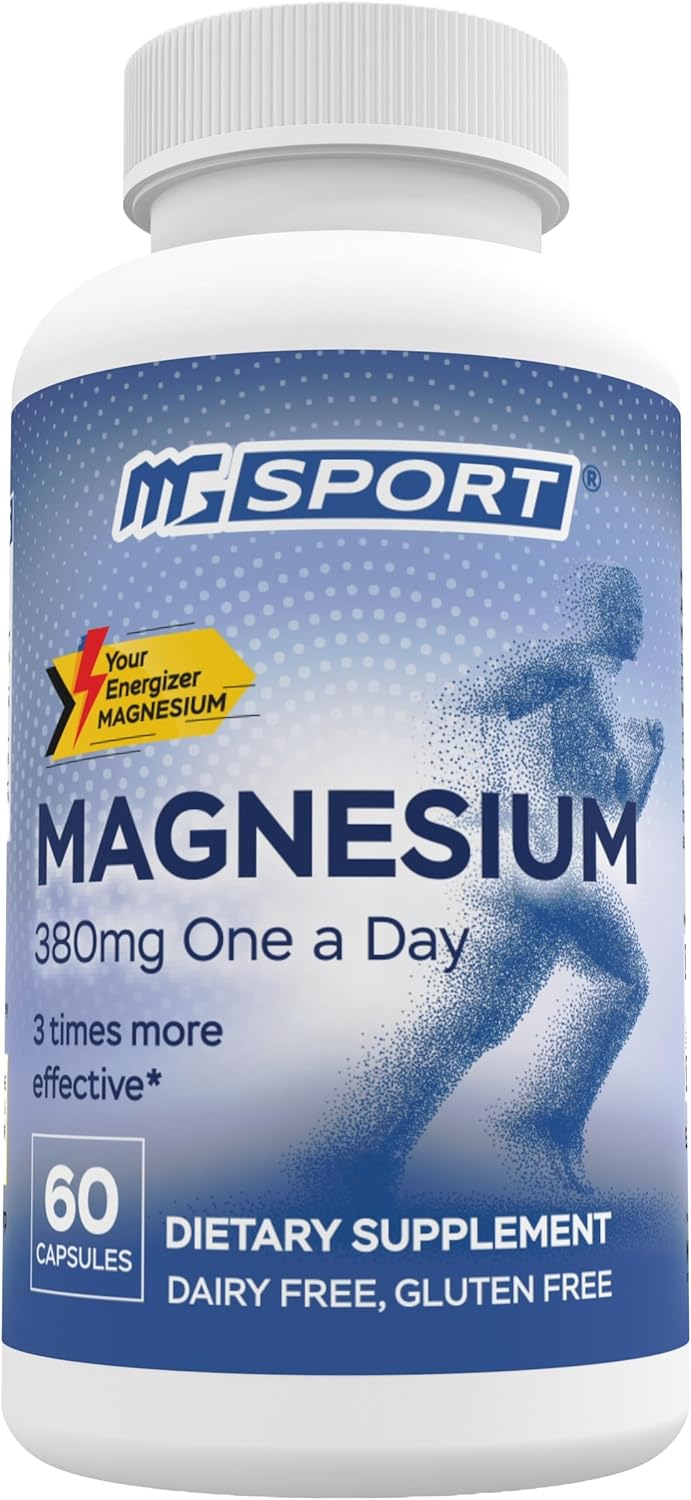 MG SPORT®
Your
Energizer
MAGNESIUM
MAGNESIUM
380mg One a Day
3 times more
effective*
60
CAPSULES
DIETARY SUPPLEMENT
DAIRY FREE, GLUTEN FREE